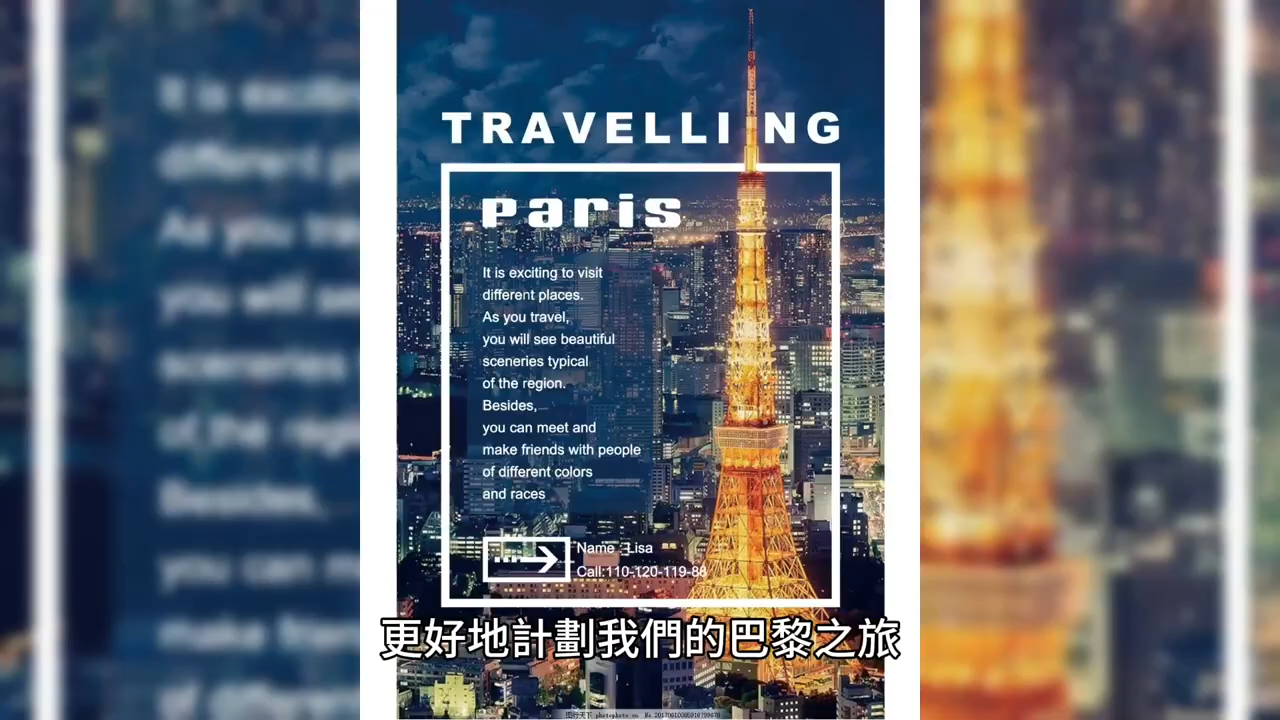 TRAVELLING
paris
It is exciting to visit
different places.
As you travel,
you will see beautiful
sceneries typical
of the region.
Besides,
you can meet and
make friends with people
of different colors
and races
Name : Lisa
Call:110-120-119-88
更好地計劃我們的巴黎之旅